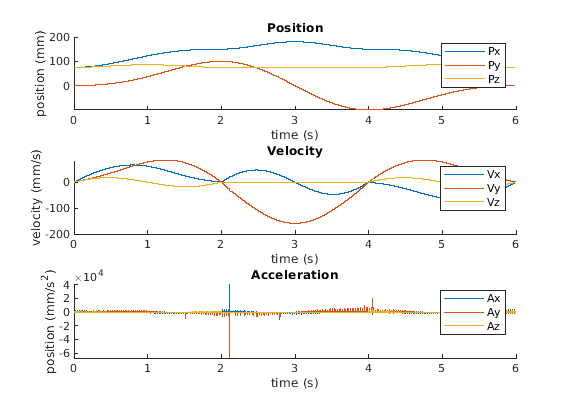 Position
200
100
0
position (mm)
Px
Py
Pz
0 1 2 3 4 5 6
time (s)
Velocity
0
-100
-200
velocity (mm/s)
Vx
Vy
Vz
0 1 2 3 4 5 6
time (s)
×10⁴
Acceleration
4
2
0
-2
-4
-6
position (mm/s²)
Ax
Ay
Az
0 1 2 3 4 5 6
time (s)